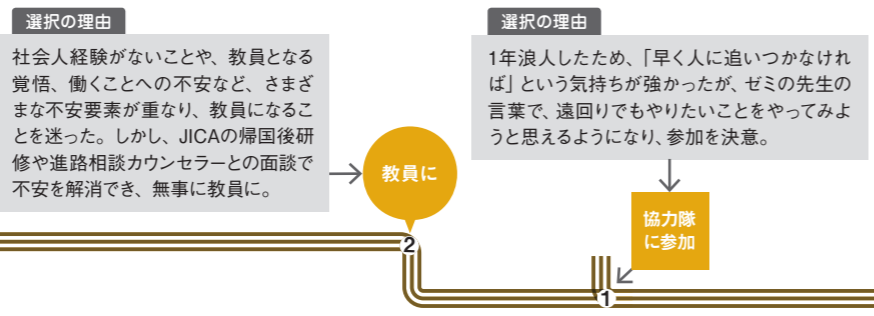 選択の理由
社会人経験がないことや、教員となる
覚悟、働くことへの不安など、さまざ
まな不安要素が重なり、教員になるこ
とを迷った。しかし、JICAの帰国後研
修や進路相談カウンセラーとの面談で
不安を解消でき、無事に教員に。
教員に
2
選択の理由
1年浪人したため、「早く人に追いつかなけれ
ば」という気持ちが強かったが、ゼミの先生の
言葉で、遠回りでもやりたいことをやってみよ
うと思えるようになり、参加を決意。
協力隊
に参加
1